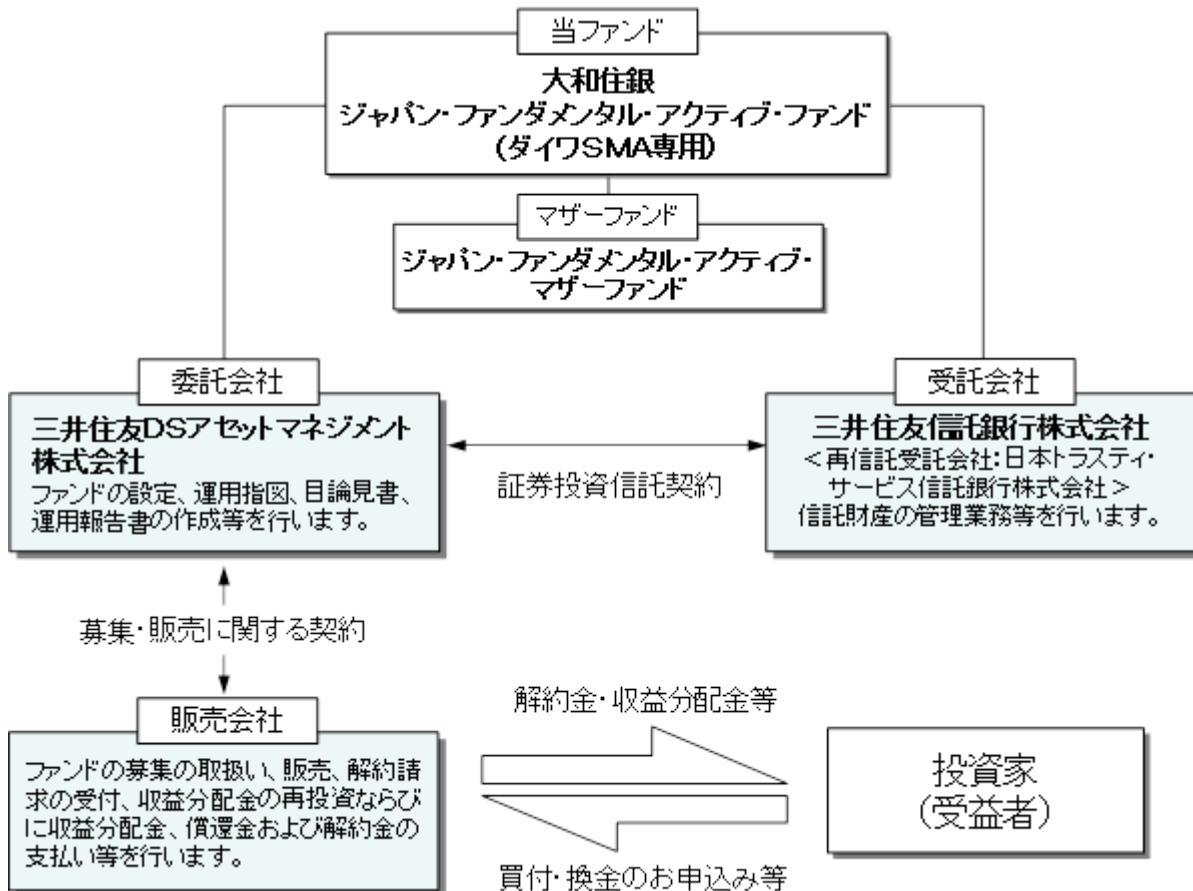 当ファンド
大和住銀
ジャパン・ファンダメンタル・アクティブ・ファンド
(ダイワSMA専用)
マザーファンド
ジャパン・ファンダメンタル・アクティブ・
マザーファンド
委託会社
三井住友DSアセットマネジメント
株式会社
ファンドの設定、運用指図、目論見書、
運用報告書の作成等を行います。
証券投資信託契約
受託会社
三井住友信託銀行株式会社
<再信託受託会社:日本トラスティ・
サービス信託銀行株式会社>
信託財産の管理業務等を行います。
募集・販売に関する契約
販売会社
ファンドの募集の取扱い、販売、解約請
求の受付、収益分配金の再投資ならび
に収益分配金、償還金および解約金の
支払い等を行います。
解約金・収益分配金等
買付・換金のお申込み等
投資家
(受益者)